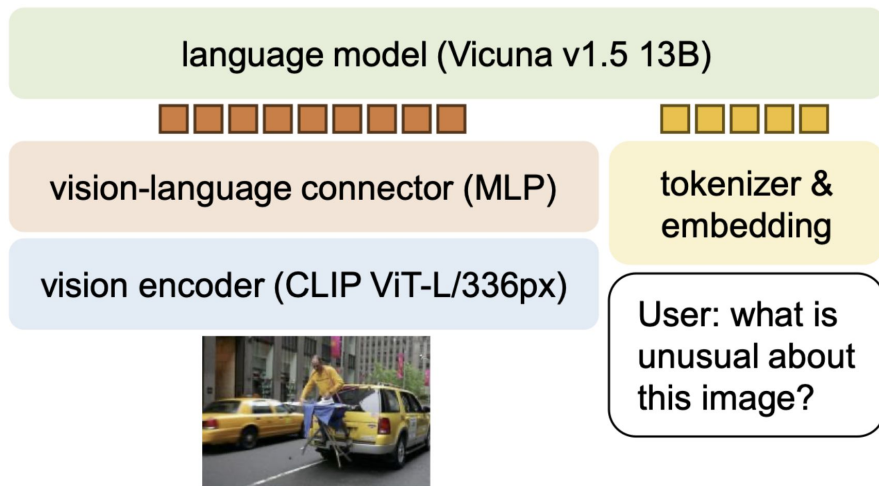 language model (Vicuna v1.5 13B)
vision-language connector (MLP)
tokenizer &
embedding
vision encoder (CLIP ViT-L/336px)
User: what is
unusual about
this image?